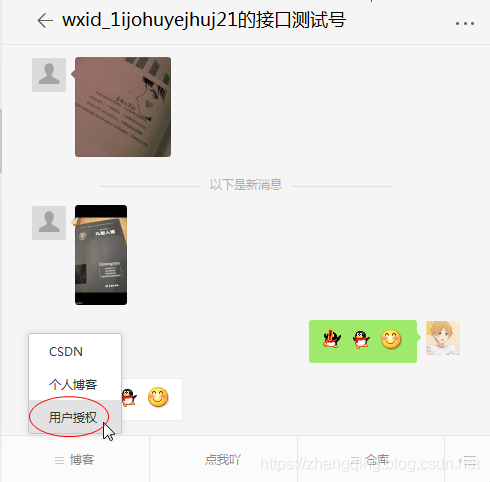 wxid_1ijohuyejhuj21的接口测试号
以下是新消息
CSDN
个人博客
用户授权
博客
点我吖
仓库
https://zhengqing.blog.csdn.net